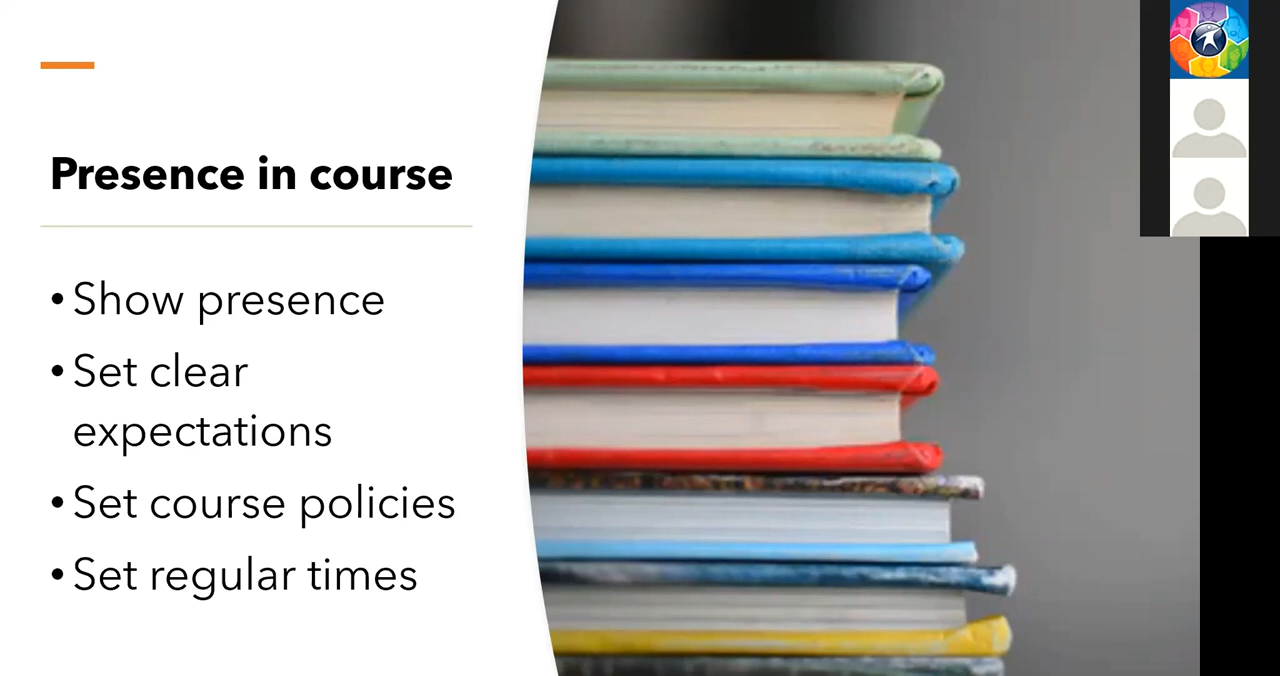 Presence in course
• Show presence
• Set clear
expectations
• Set course policies
• Set regular times